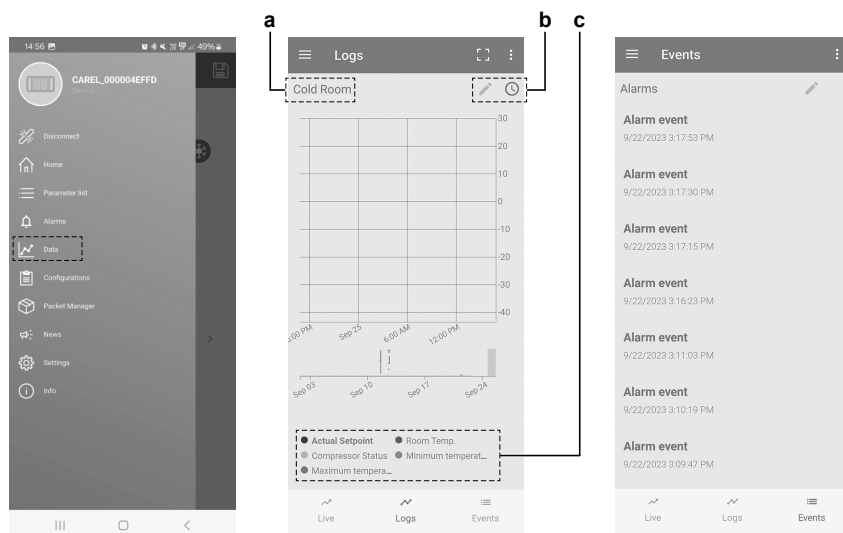 a
b
c
14:56
49%
CAREL_000004EFFD
Service
Disconnect
Home
Parameter list
Alarms
Data
Configurations
Packet Manager
News
Settings
Info
Logs
Cold Room
30
20
10
0
-10
-20
-30
-40
6:00 AM
12:00 PM
Sep 25
Sep 03
Sep 10
Sep 17
Sep 24
Actual Setpoint
Room Temp.
Compressor Status
Minimum temperat...
Maximum tempera...
Live
Logs
Events
Events
Alarms
Alarm event
9/22/2023 3:17:53 PM
Alarm event
9/22/2023 3:17:30 PM
Alarm event
9/22/2023 3:17:15 PM
Alarm event
9/22/2023 3:16:23 PM
Alarm event
9/22/2023 3:11:03 PM
Alarm event
9/22/2023 3:10:19 PM
Alarm event
9/22/2023 3:09:47 PM
Live
Logs
Events